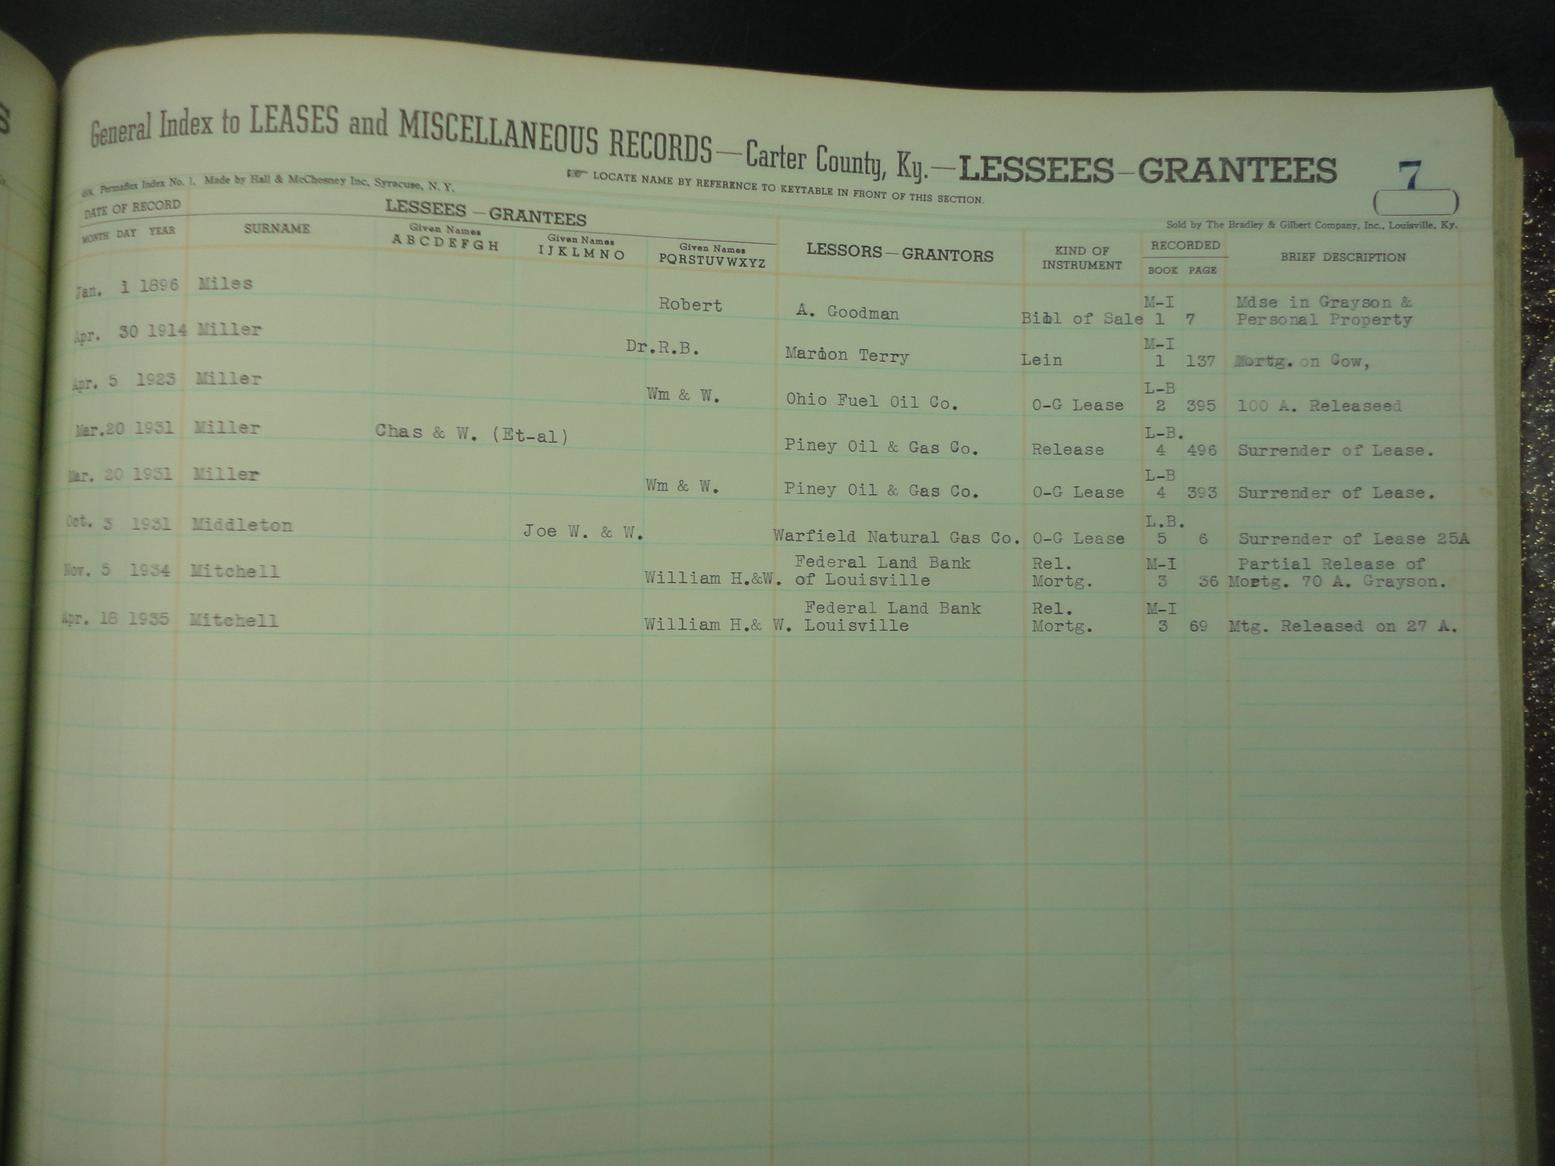 General Index to LEASES and MISCELLANEOUS RECORDS—Carter County, Ky.—LESSEES—GRANTEES 7
Permaflex Index No. 1. Made by Hall & McChesney Inc, Syracuse, N. Y.
☞ LOCATE NAME BY REFERENCE TO KEYTABLE IN FRONT OF THIS SECTION.
Sold by The Bradley & Gilbert Company, Inc., Louisville, Ky.
DATE OF RECORD LESSEES—GRANTEES LESSORS—GRANTORS KIND OF INSTRUMENT RECORDED BRIEF DESCRIPTION
MONTH DAY YEAR SURNAME Given Names ABCDEFGH Given Names IJKLMNO Given Names PQRSTUVWXYZ BOOK PAGE
Jan. 1 1896 Miles Robert A. Goodman Bibl of Sale M-I 1 7 Mdse in Grayson &
Personal Property
Apr. 30 1914 Miller Dr.R.B. Marion Terry Lein M-I 1 137 Mortg. on Cow,
Apr. 5 1923 Miller Wm & W. Ohio Fuel Oil Co. O-G Lease L-B 2 395 100 A. Releaseed
Mar.20 1931 Miller Chas & W. (Et-al) Piney Oil & Gas Co. Release L-B. 4 496 Surrender of Lease.
Mar. 20 1931 Miller Wm & W. Piney Oil & Gas Co. O-G Lease L-B 4 393 Surrender of Lease.
Oct. 3 1931 Middleton Joe W. & W. Warfield Natural Gas Co. O-G Lease L.B. 5 6 Surrender of Lease 25A
Federal Land Bank Rel. M-I Partial Release of
Nov. 5 1934 Mitchell William H.&W. of Louisville Mortg. 3 36 Mortg. 70 A. Grayson.
Federal Land Bank Rel. M-I
Apr. 18 1935 Mitchell William H.& W. Louisville Mortg. 3 69 Mtg. Released on 27 A.